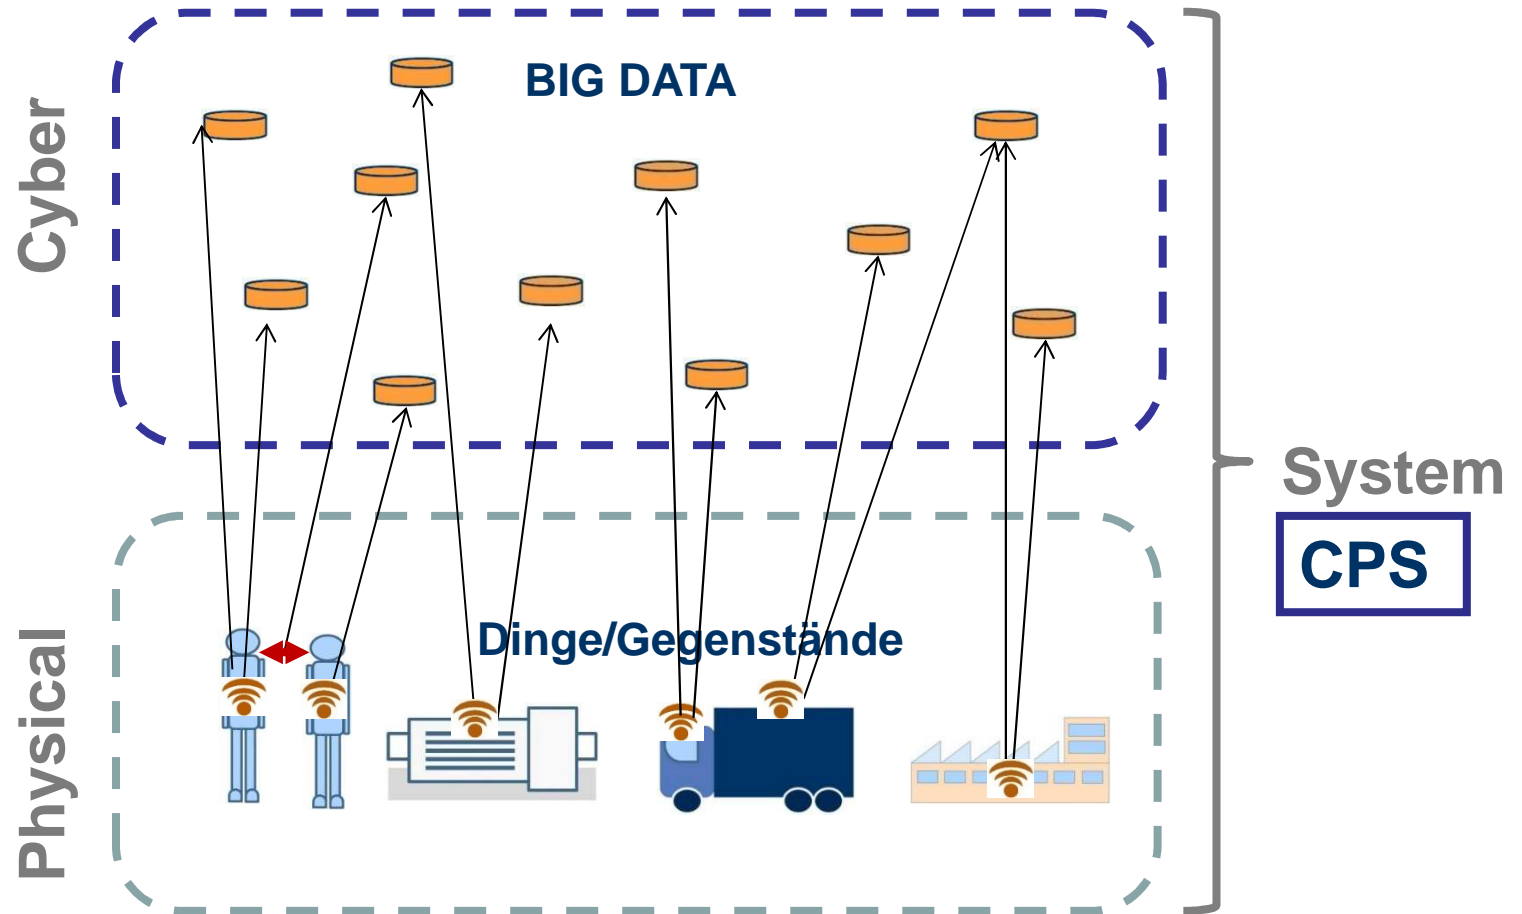 Cyber
BIG DATA
System
CPS
Physical
Dinge/Gegenstände